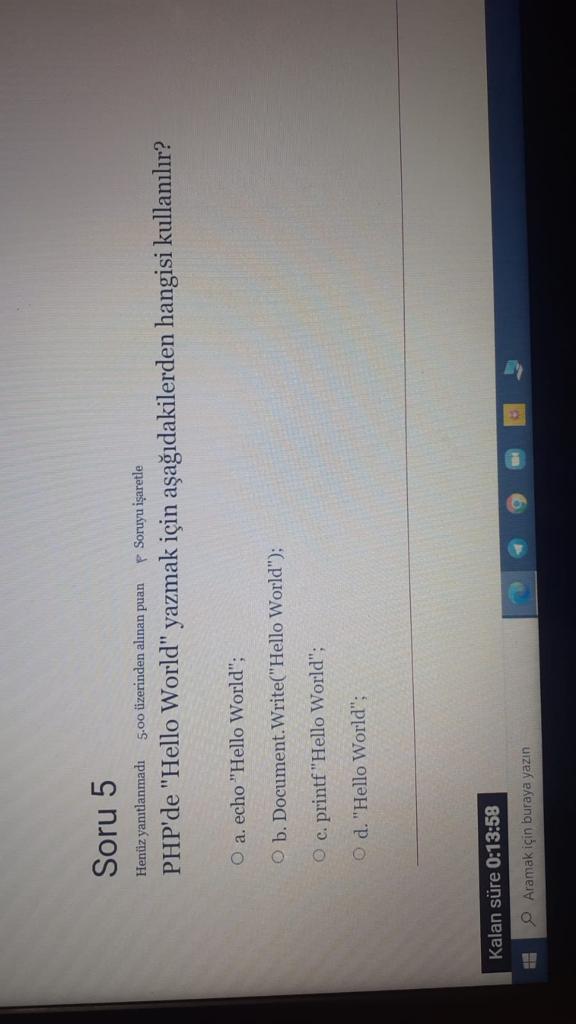 Soru 5
Henüz yanıtlanmadı 5.00 üzerinden alınan puan Soruyu işaretle
PHP'de "Hello World" yazmak için aşağıdakilerden hangisi kullanılır?
a. echo "Hello World";
b. Document.Write("Hello World");
c. printf "Hello World";
d. "Hello World";
Kalan süre 0:13:58
Aramak için buraya yazın